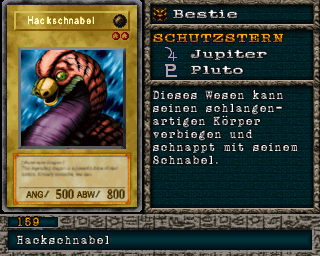 Hackschnabel
Bestie
SCHUTZSTERN
Jupiter
Pluto
Dieses Wesen kann
seinen schlangen-
artigen Körper
verbiegen und
schnappt mit seinem
Schnabel.
ANG/ 500 ABW/ 800
159
Hackschnabel